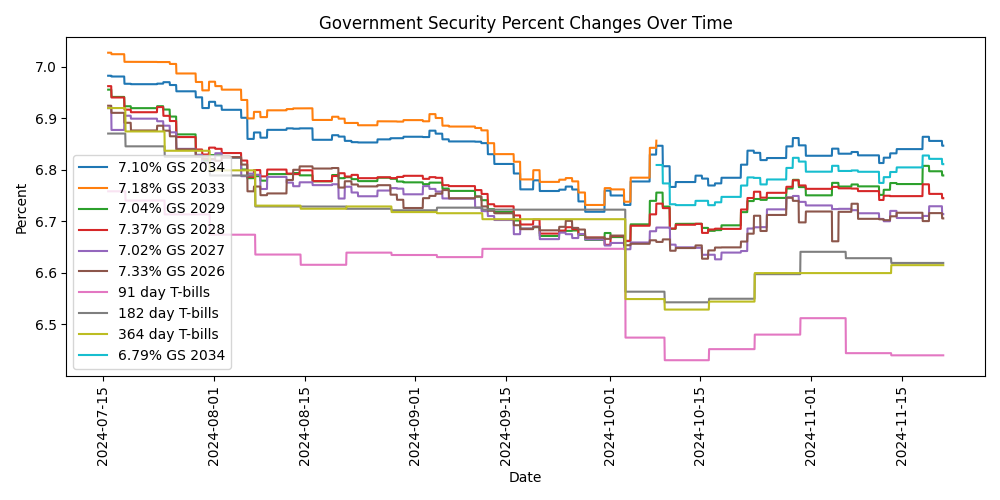 Government Security Percent Changes Over Time
Percent
7.0
6.9
6.8
6.7
6.6
6.5
7.10% GS 2034
7.18% GS 2033
7.04% GS 2029
7.37% GS 2028
7.02% GS 2027
7.33% GS 2026
91 day T-bills
182 day T-bills
364 day T-bills
6.79% GS 2034
2024-07-15
2024-08-01
2024-08-15
2024-09-01
2024-09-15
2024-10-01
2024-10-15
2024-11-01
2024-11-15
Date